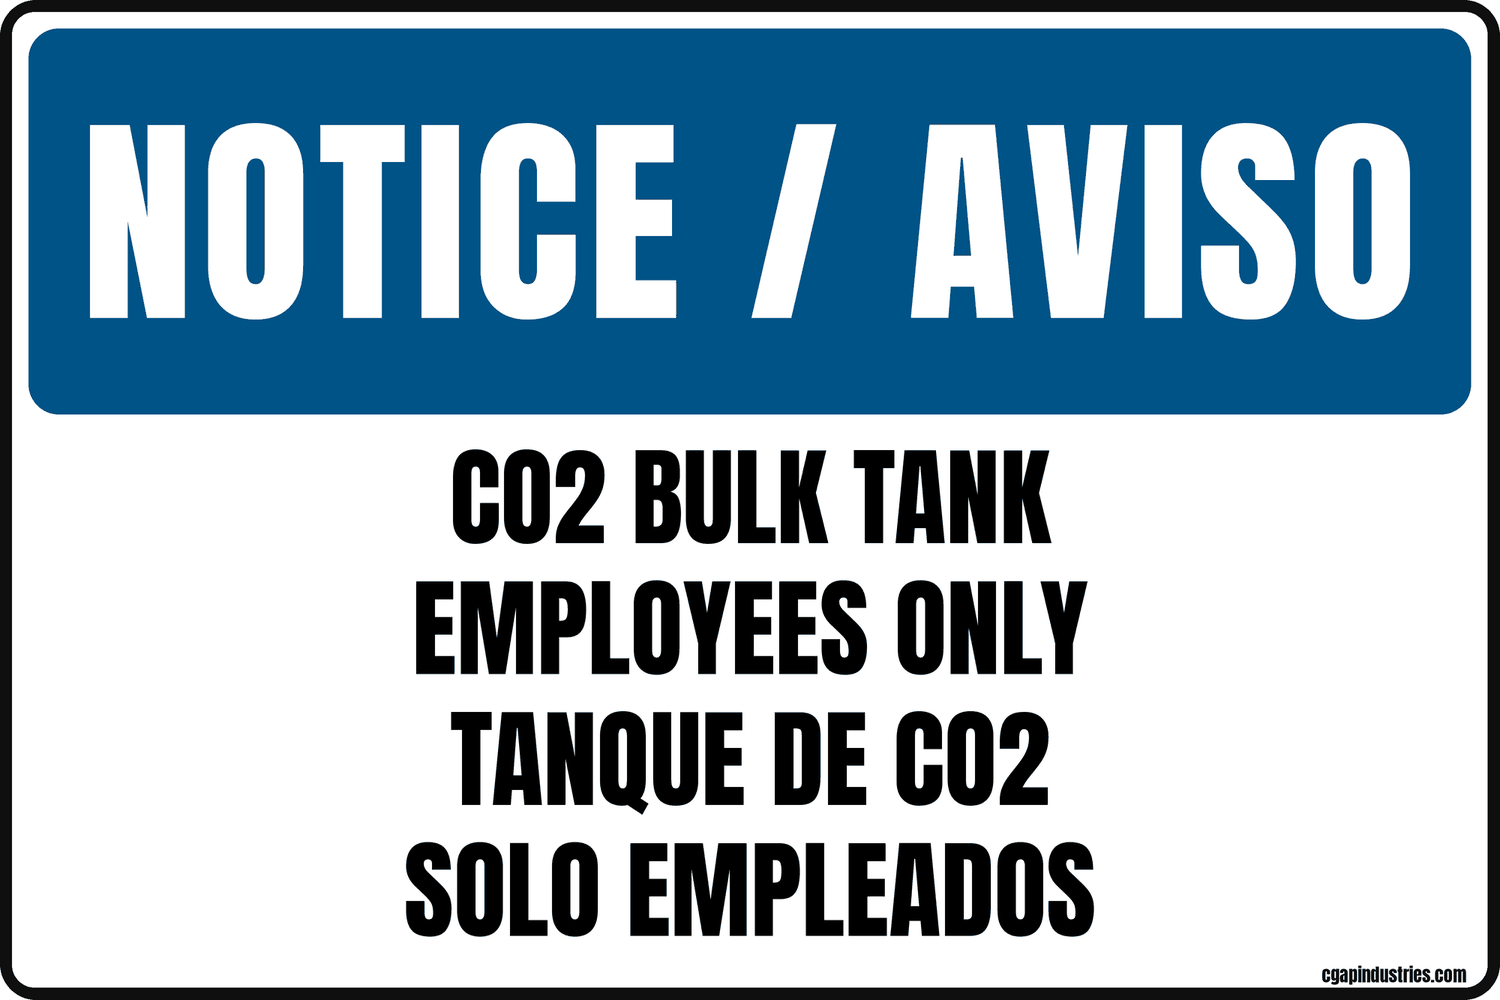 NOTICE / AVISO
CO2 BULK TANK
EMPLOYEES ONLY
TANQUE DE CO2
SOLO EMPLEADOS
cgapindustries.com